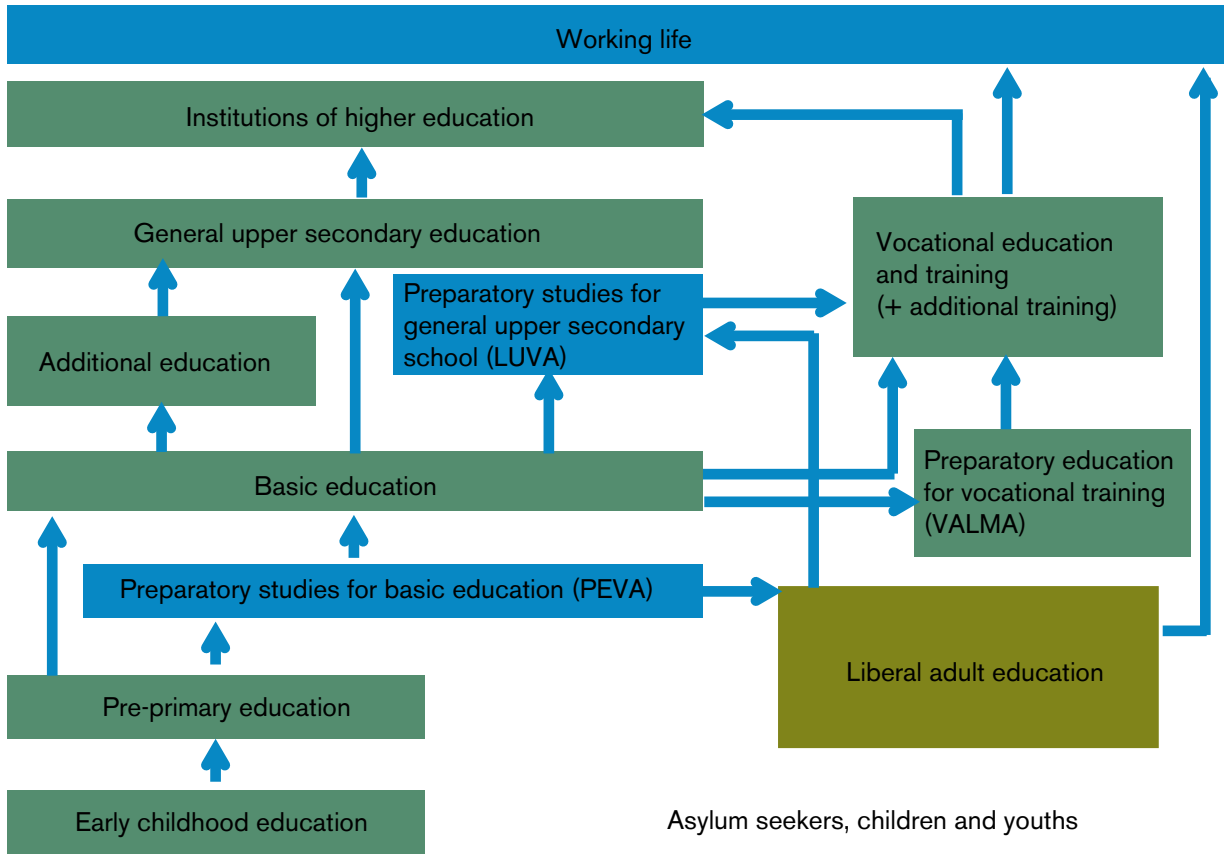 Working life
Institutions of higher education
General upper secondary education
Vocational education
and training
(+ additional training)
Preparatory studies for
general upper secondary
school (LUVA)
Additional education
Basic education
Preparatory education
for vocational training
(VALMA)
Preparatory studies for basic education (PEVA)
Liberal adult education
Pre-primary education
Early childhood education
Asylum seekers, children and youths